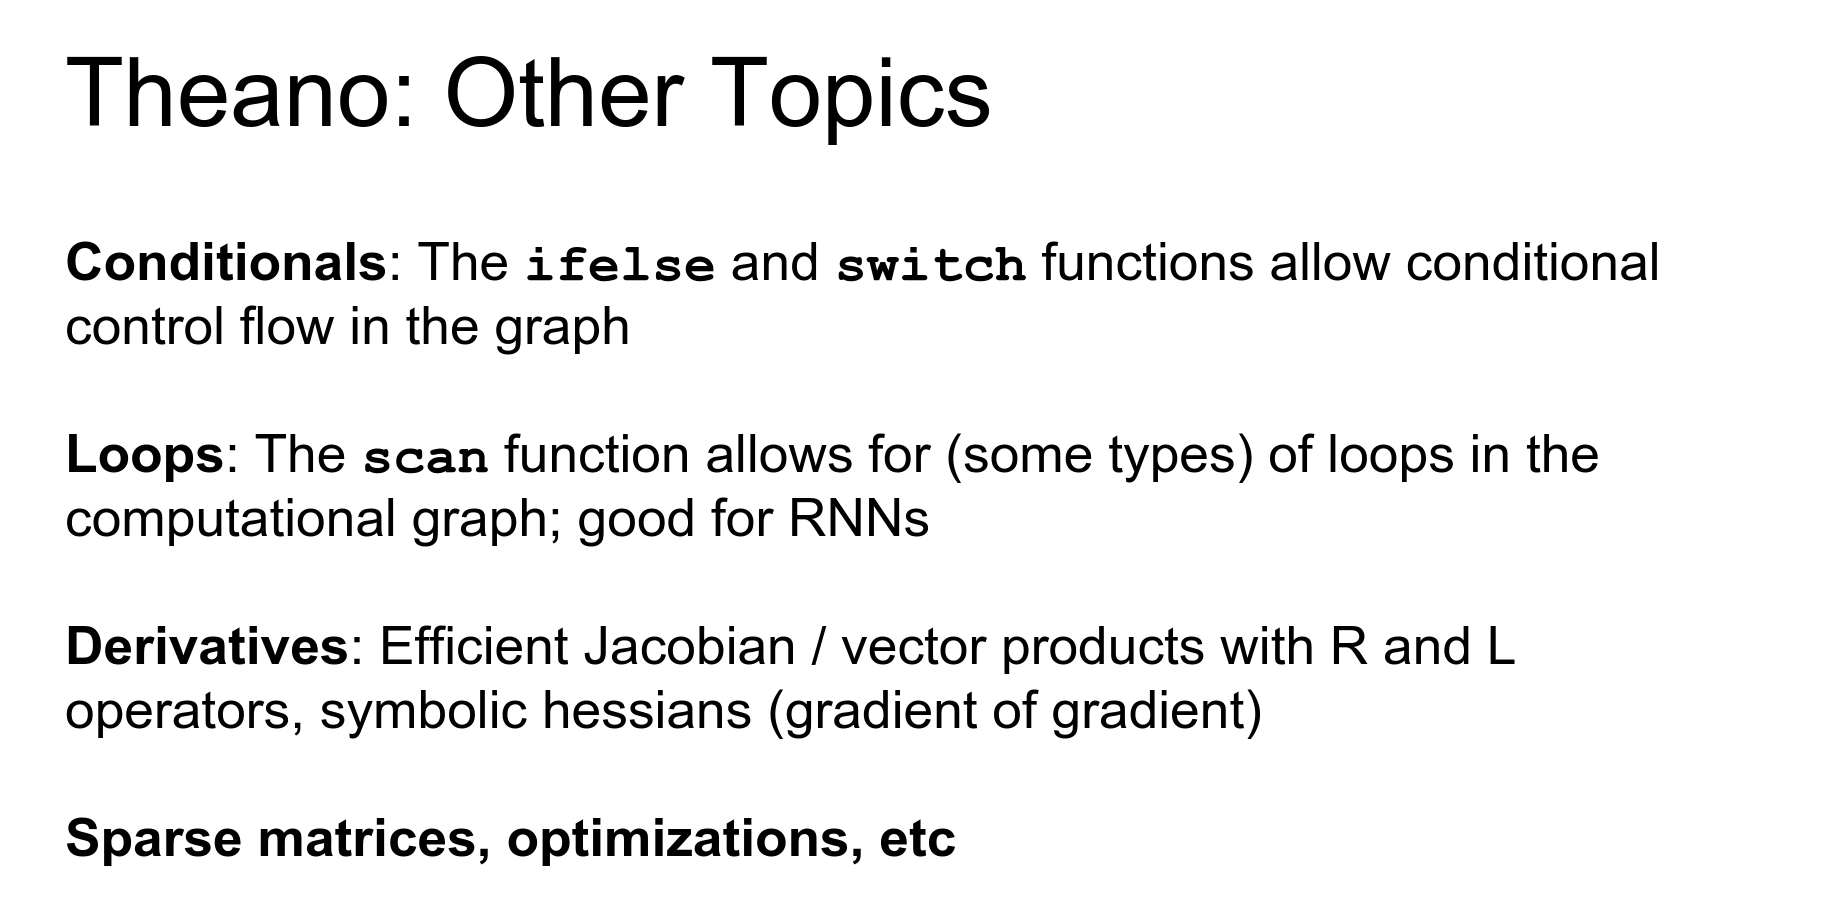 Theano: Other Topics
Conditionals: The ifelse and switch functions allow conditional
control flow in the graph
Loops: The scan function allows for (some types) of loops in the
computational graph; good for RNNs
Derivatives: Efficient Jacobian / vector products with R and L
operators, symbolic hessians (gradient of gradient)
Sparse matrices, optimizations, etc